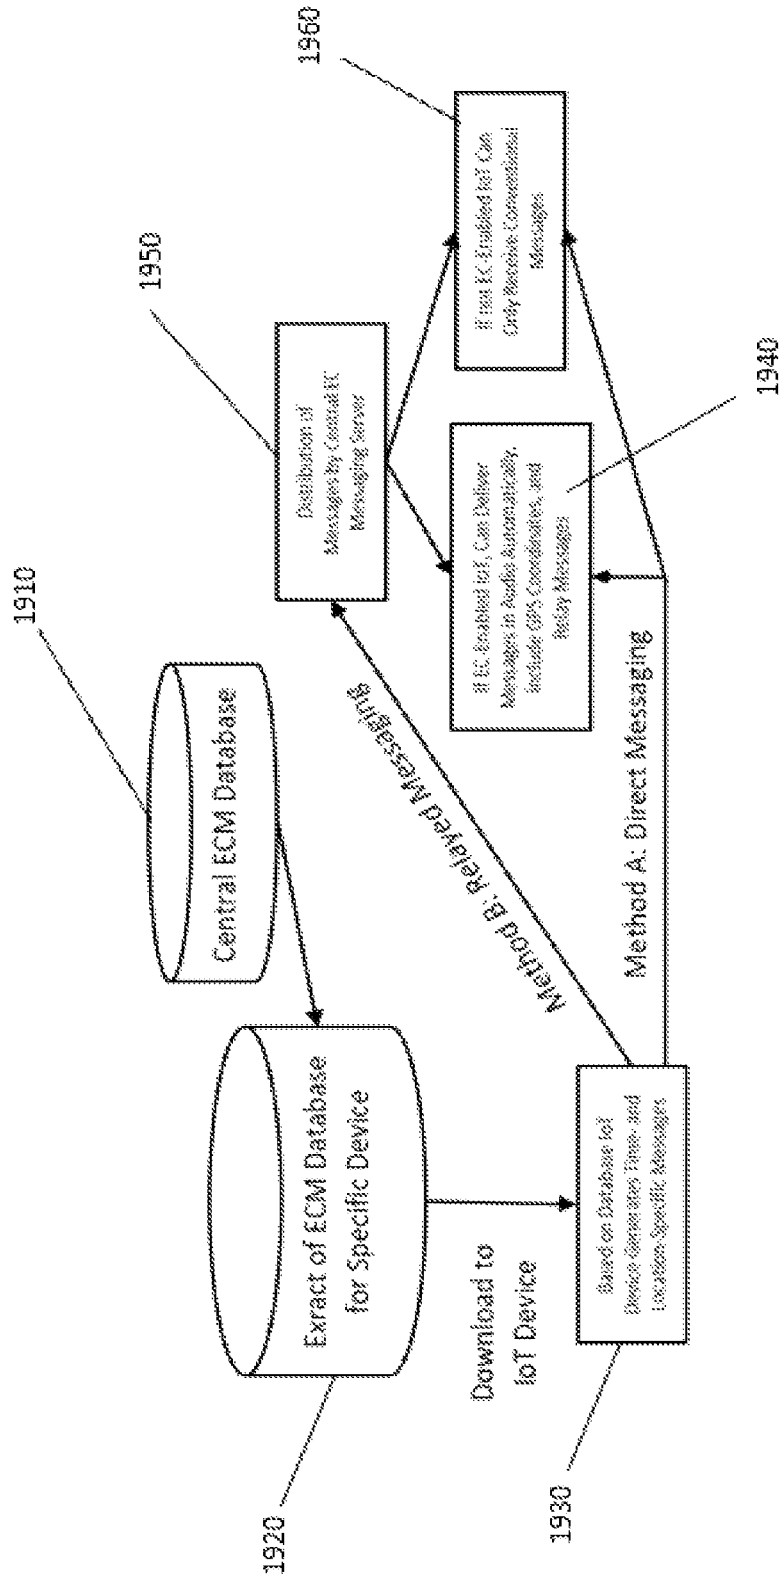 1910
Central ECM Database
1920
Exract of ECM Database
for Specific Device
Download to
IoT Device
1930
Based on Database IoT
Device Generates Time- and
Location-Specific Messages
Method B: Relayed Messaging
Method A: Direct Messaging
1950
Distribution of
Messages by Central EC
Messaging Server
If EC Enabled IoT, Can Deliver
Messages in Audio Automatically,
Include GPS Coordinates, and
Relay Messages
1940
If not EC-Enabled IoT Can
Only Receive Conventional
Messages
1960